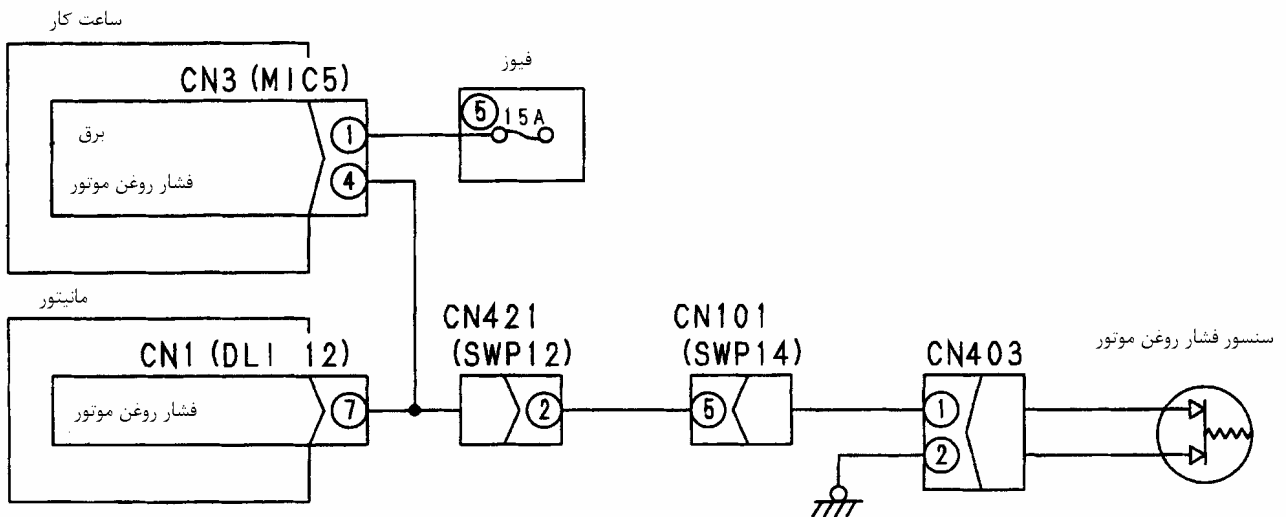 ساعت کار
CN3 (MIC5)
برق
1
فشار روغن موتور
4
فیوز
5
15A
مانیتور
CN1 (DLI 12)
فشار روغن موتور
7
CN421
(SWP12)
2
CN101
(SWP14)
5
CN403
1
2
سنسور فشار روغن موتور